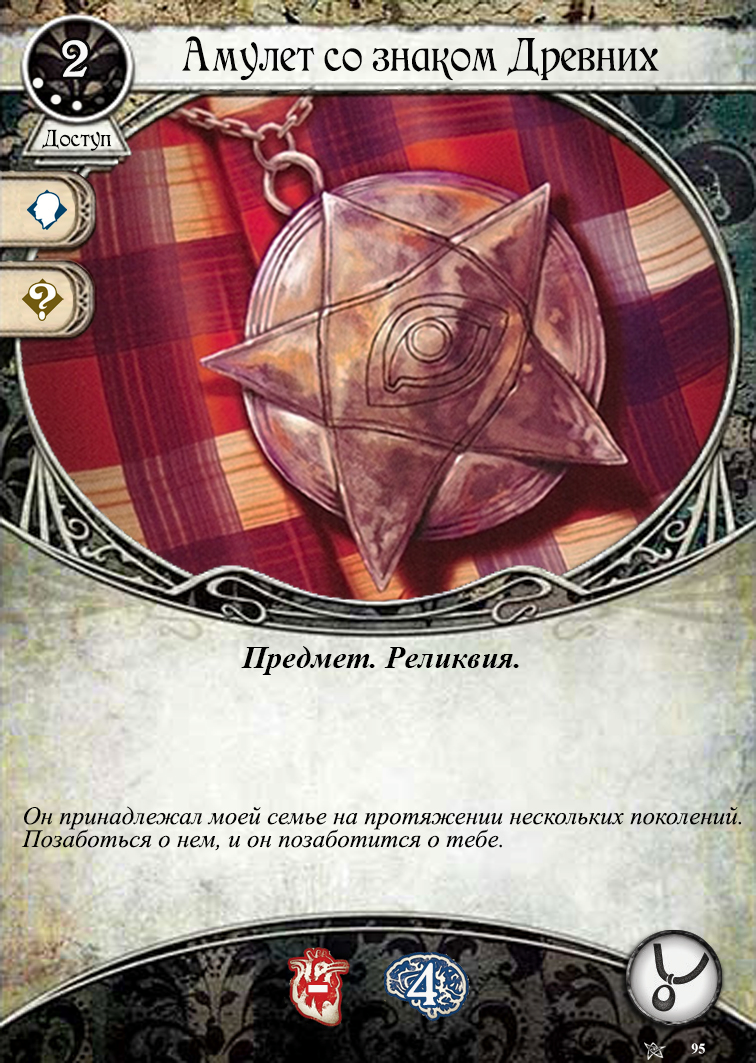 2
Амулет со знаком Древних
Доступ
?
Предмет. Реликвия.
Он принадлежал моей семье на протяжении нескольких поколений.
Позаботься о нем, и он позаботится о тебе.
- 4
95